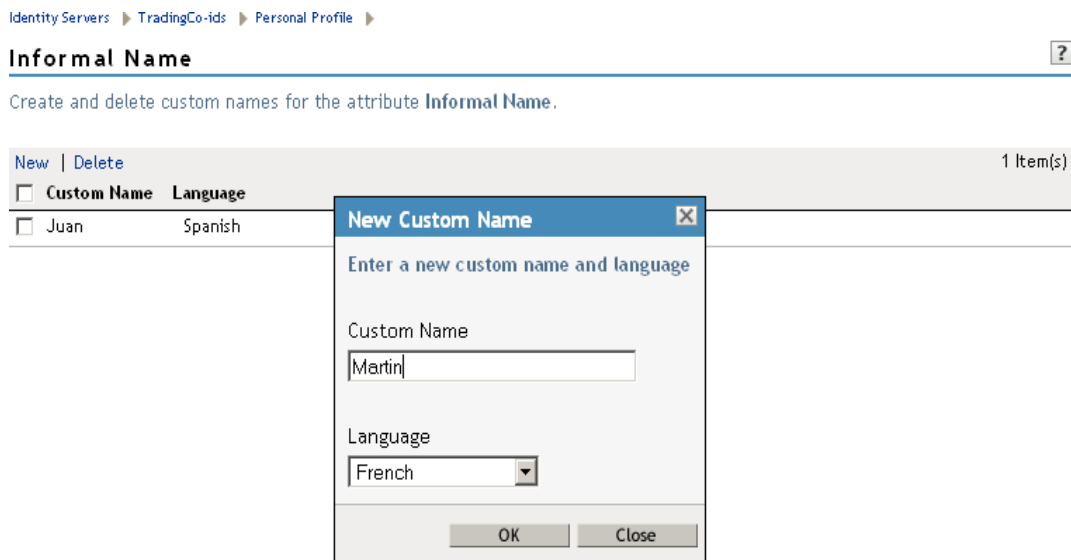 Identity Servers TradingCo-ids Personal Profile
Informal Name ?
Create and delete custom names for the attribute Informal Name.
New | Delete 1 Item(s)
Custom Name Language
Juan Spanish
New Custom Name
Enter a new custom name and language
Custom Name
Martin
Language
French
OK Close